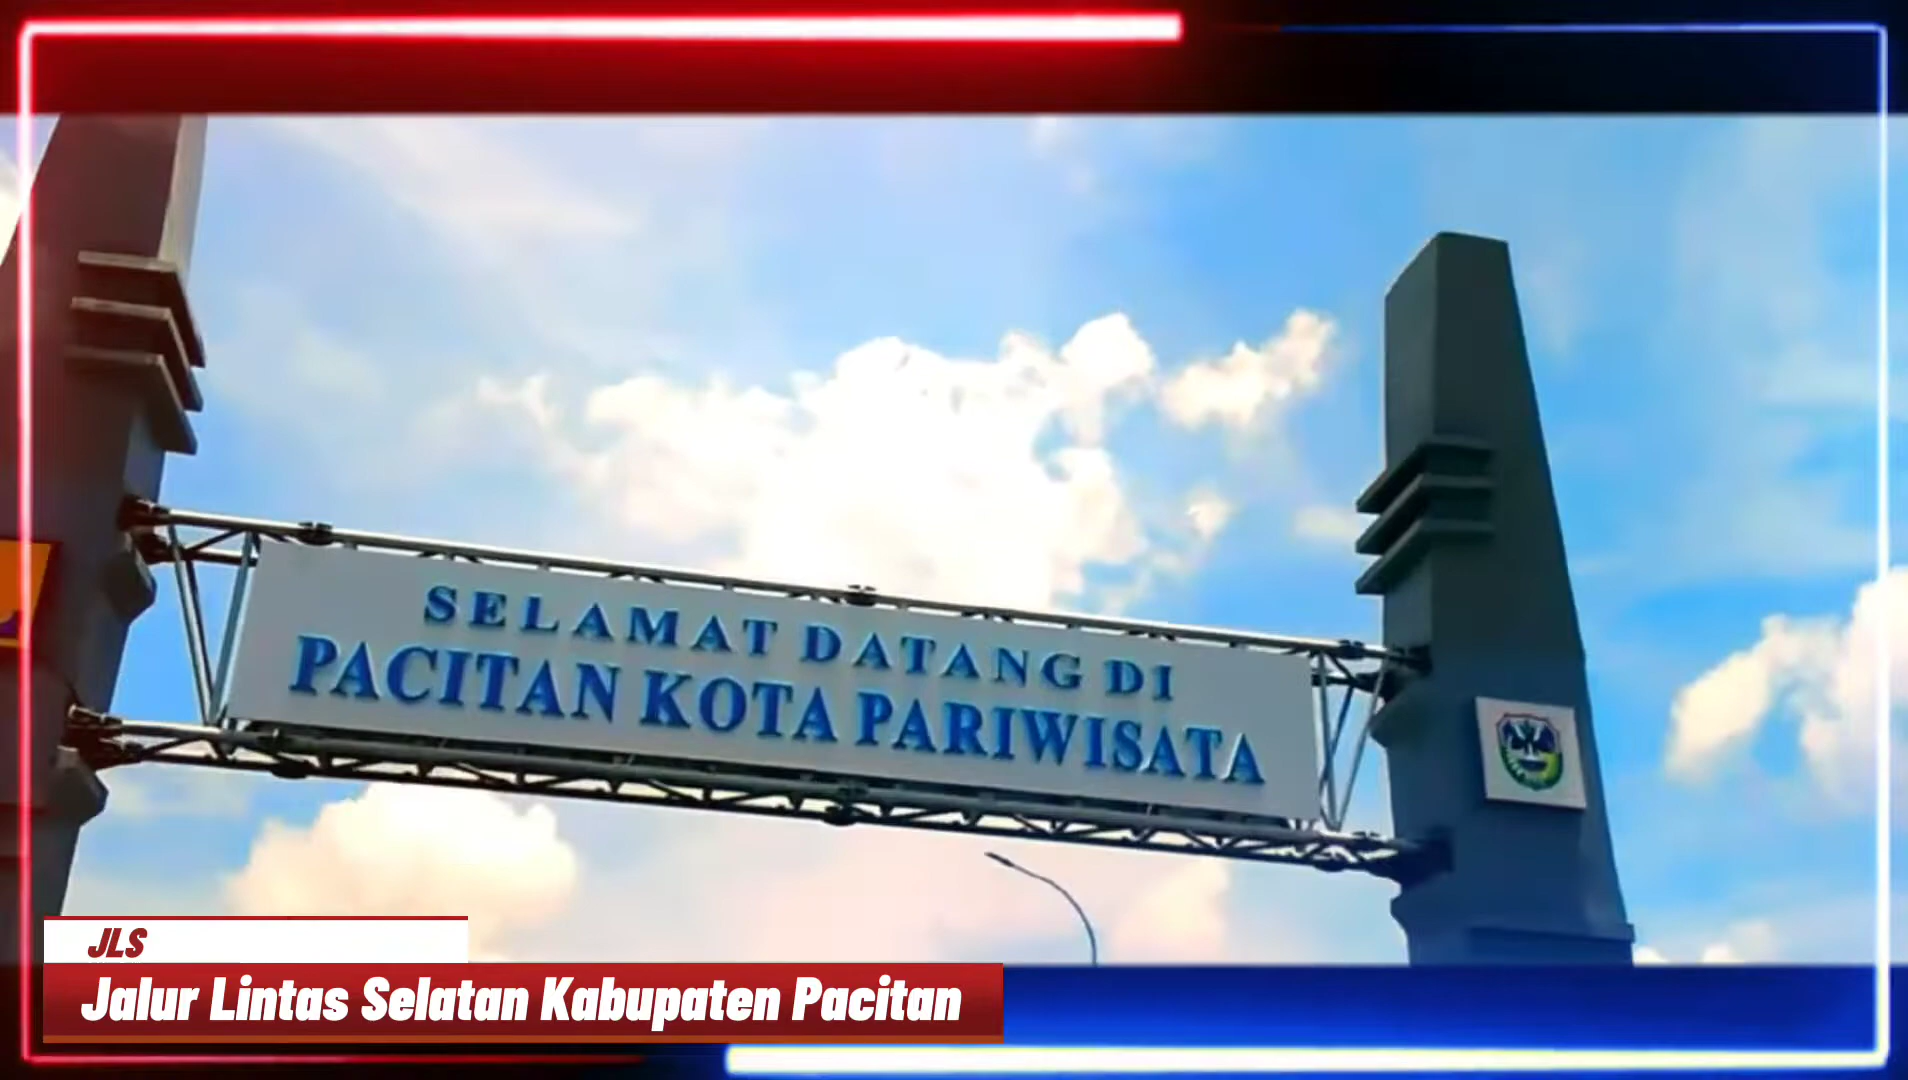 SELAMAT DATANG DI
PACITAN KOTA PARIWISATA
JLS
Jalur Lintas Selatan Kabupaten Pacitan